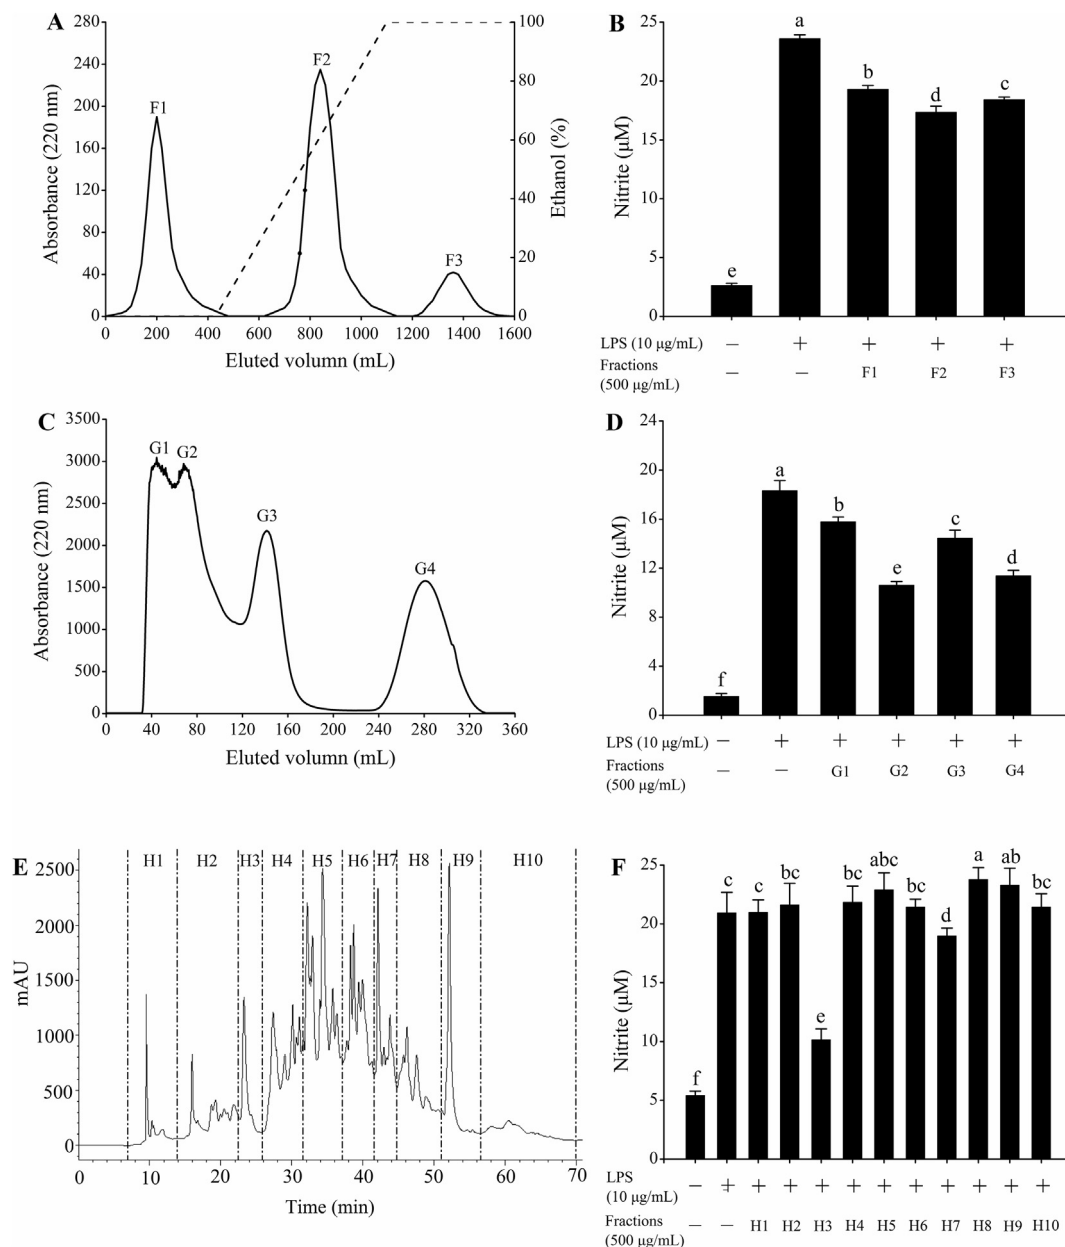 A
280
240
200
160
120
80
40
0
Absorbance (220 nm)
F1
F2
F3
100
80
60
40
20
0
Ethanol (%)
0 200 400 600 800 1000 1200 1400 1600
Eluted volumn (mL)
B
25
20
15
10
5
0
Nitrite (μM)
e a b d c
LPS (10 μg/mL) — + + + +
Fractions
(500 μg/mL) — — F1 F2 F3
C
3500
3000
2500
2000
1500
1000
500
0
Absorbance (220 nm)
G1 G2
G3
G4
0 40 80 120 160 200 240 280 320 360
Eluted volumn (mL)
D
24
20
16
12
8
4
0
Nitrite (μM)
f a b e c d
LPS (10 μg/mL) — + + + + +
Fractions
(500 μg/mL) — — G1 G2 G3 G4
E
H1 H2 H3 H4 H5 H6 H7 H8 H9 H10
2500
2000
1500
1000
500
0
mAU
0 10 20 30 40 50 60 70
Time (min)
F
25
20
15
10
5
0
Nitrite (μM)
f c c bc e bc abc bc d a ab bc
LPS
(10 μg/mL) — + + + + + + + + + + +
Fractions
(500 μg/mL) — — H1 H2 H3 H4 H5 H6 H7 H8 H9 H10